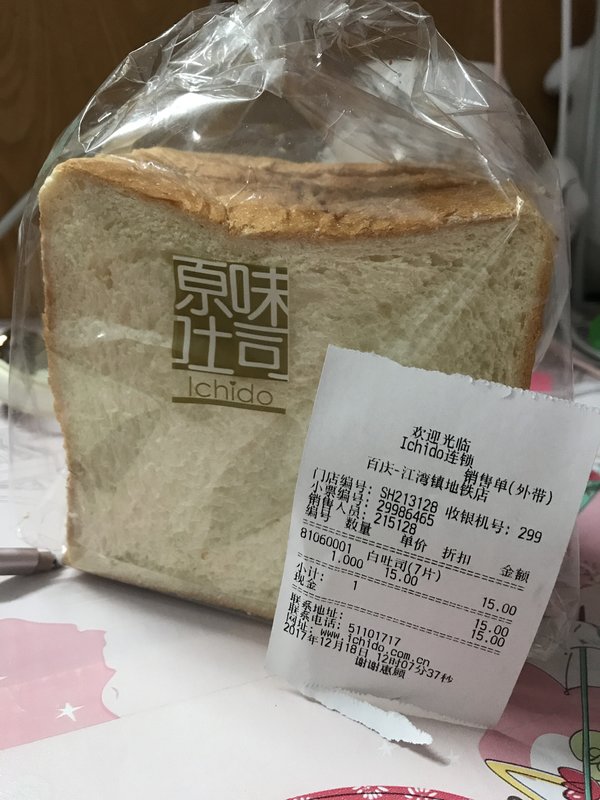 原味
吐司
Ichido
欢迎光临
Ichido连锁
销售单(外带)
百庆-江湾镇地铁店
门店编号: SH213128 收银机号: 299
小票编号: 29986465
销售人员: 215128
编号 数量 单价 折扣 金额
81060001 白吐司(7片)
1.000 15.00 15.00
小计: 1 15.00
现金 15.00
联系地址:
联系电话: 51101717
网址: www.ichido.com.cn
2017年12月18日 12时07分37秒
谢谢惠顾